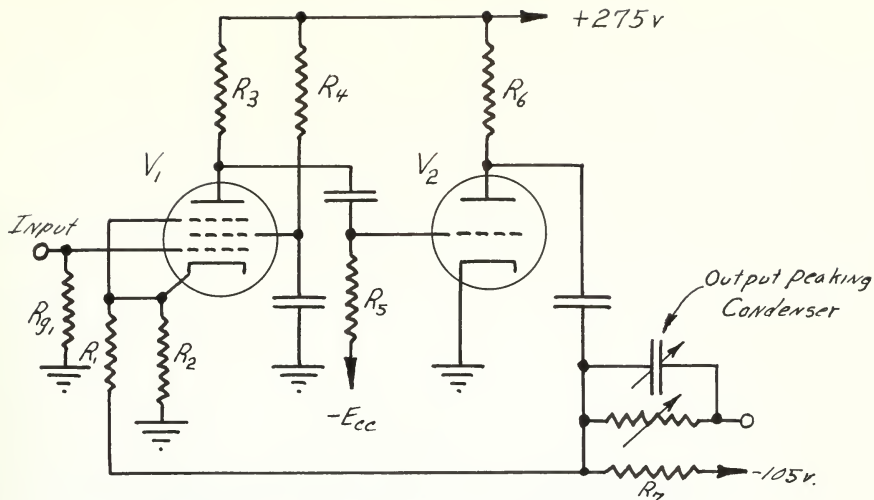 +275v
R3
R4
R6
V1
V2
Input
Rg1
R1
R2
R5
-Ecc
Output peaking
Condenser
-105v.
R7